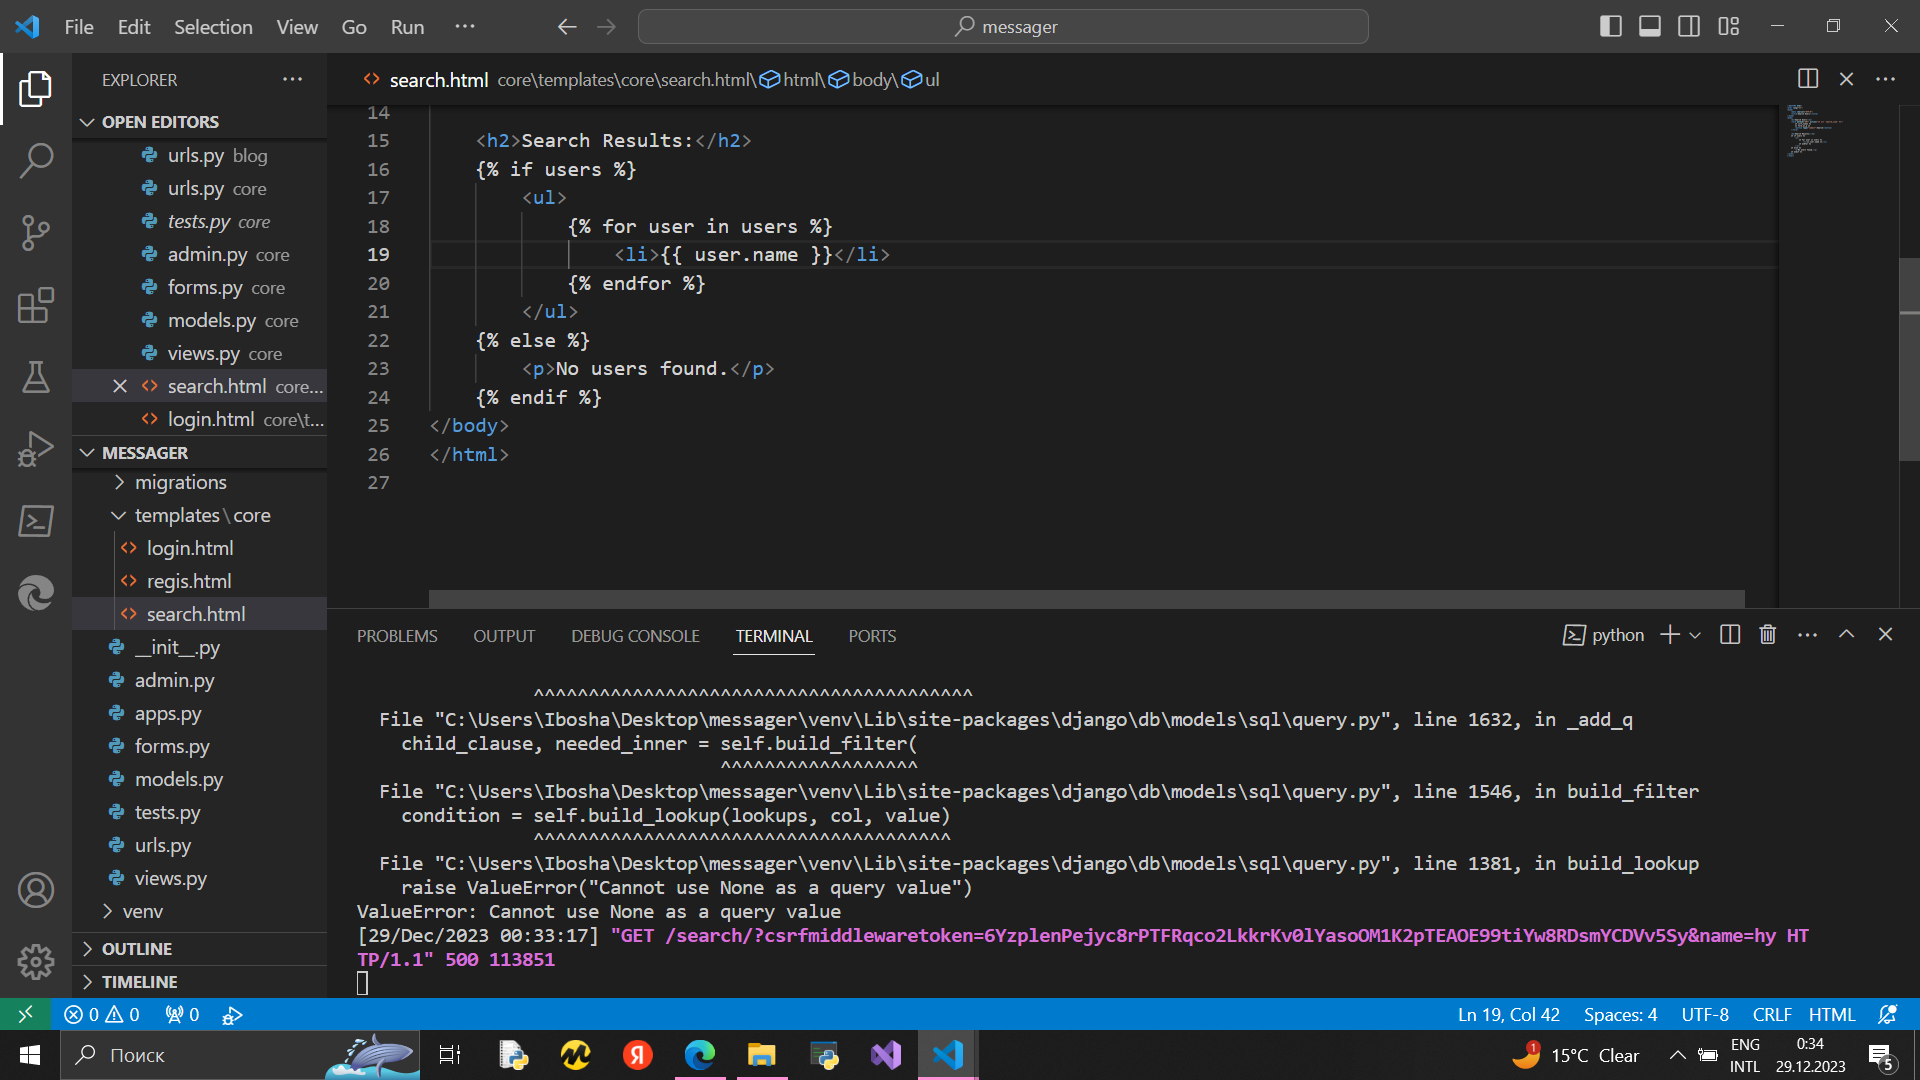 File Edit Selection View Go Run ···
messager
EXPLORER ···
OPEN EDITORS
urls.py blog
urls.py core
tests.py core
admin.py core
forms.py core
models.py core
views.py core
search.html core...
login.html core\t...
MESSAGER
migrations
templates\core
login.html
regis.html
search.html
__init__.py
admin.py
apps.py
forms.py
models.py
tests.py
urls.py
views.py
venv
OUTLINE
TIMELINE
search.html core\templates\core\search.html\html\body\ul
14
15 <h2>Search Results:</h2>
16 {% if users %}
17 <ul>
18 {% for user in users %}
19 <li>{{ user.name }}</li>
20 {% endfor %}
21 </ul>
22 {% else %}
23 <p>No users found.</p>
24 {% endif %}
25 </body>
26 </html>
27
PROBLEMS OUTPUT DEBUG CONSOLE TERMINAL PORTS
python
^^^^^^^^^^^^^^^^^^^^^^^^^^^^^^^^^^^^^^^^
File "C:\Users\Ibosha\Desktop\messager\venv\Lib\site-packages\django\db\models\sql\query.py", line 1632, in _add_q
child_clause, needed_inner = self.build_filter(
^^^^^^^^^^^^^^^^^^
File "C:\Users\Ibosha\Desktop\messager\venv\Lib\site-packages\django\db\models\sql\query.py", line 1546, in build_filter
condition = self.build_lookup(lookups, col, value)
^^^^^^^^^^^^^^^^^^^^^^^^^^^^^^^^^^^^^^
File "C:\Users\Ibosha\Desktop\messager\venv\Lib\site-packages\django\db\models\sql\query.py", line 1381, in build_lookup
raise ValueError("Cannot use None as a query value")
ValueError: Cannot use None as a query value
[29/Dec/2023 00:33:17] "GET /search/?csrfmiddlewaretoken=6YzplenPejyc8rPTFRqco2LkkrKv0lYasoOM1K2pTEAOE99tiYw8RDsmYCDVv5Sy&name=hy HT
TP/1.1" 500 113851
0 0 0
Ln 19, Col 42 Spaces: 4 UTF-8 CRLF HTML
Поиск
1 15°C Clear
ENG
INTL
0:34
29.12.2023
5